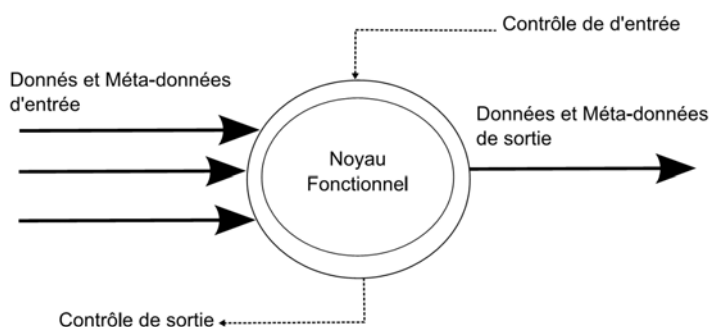 Contrôle de d'entrée
Donnés et Méta-données
d'entrée
Données et Méta-données
de sortie
Noyau
Fonctionnel
Contrôle de sortie